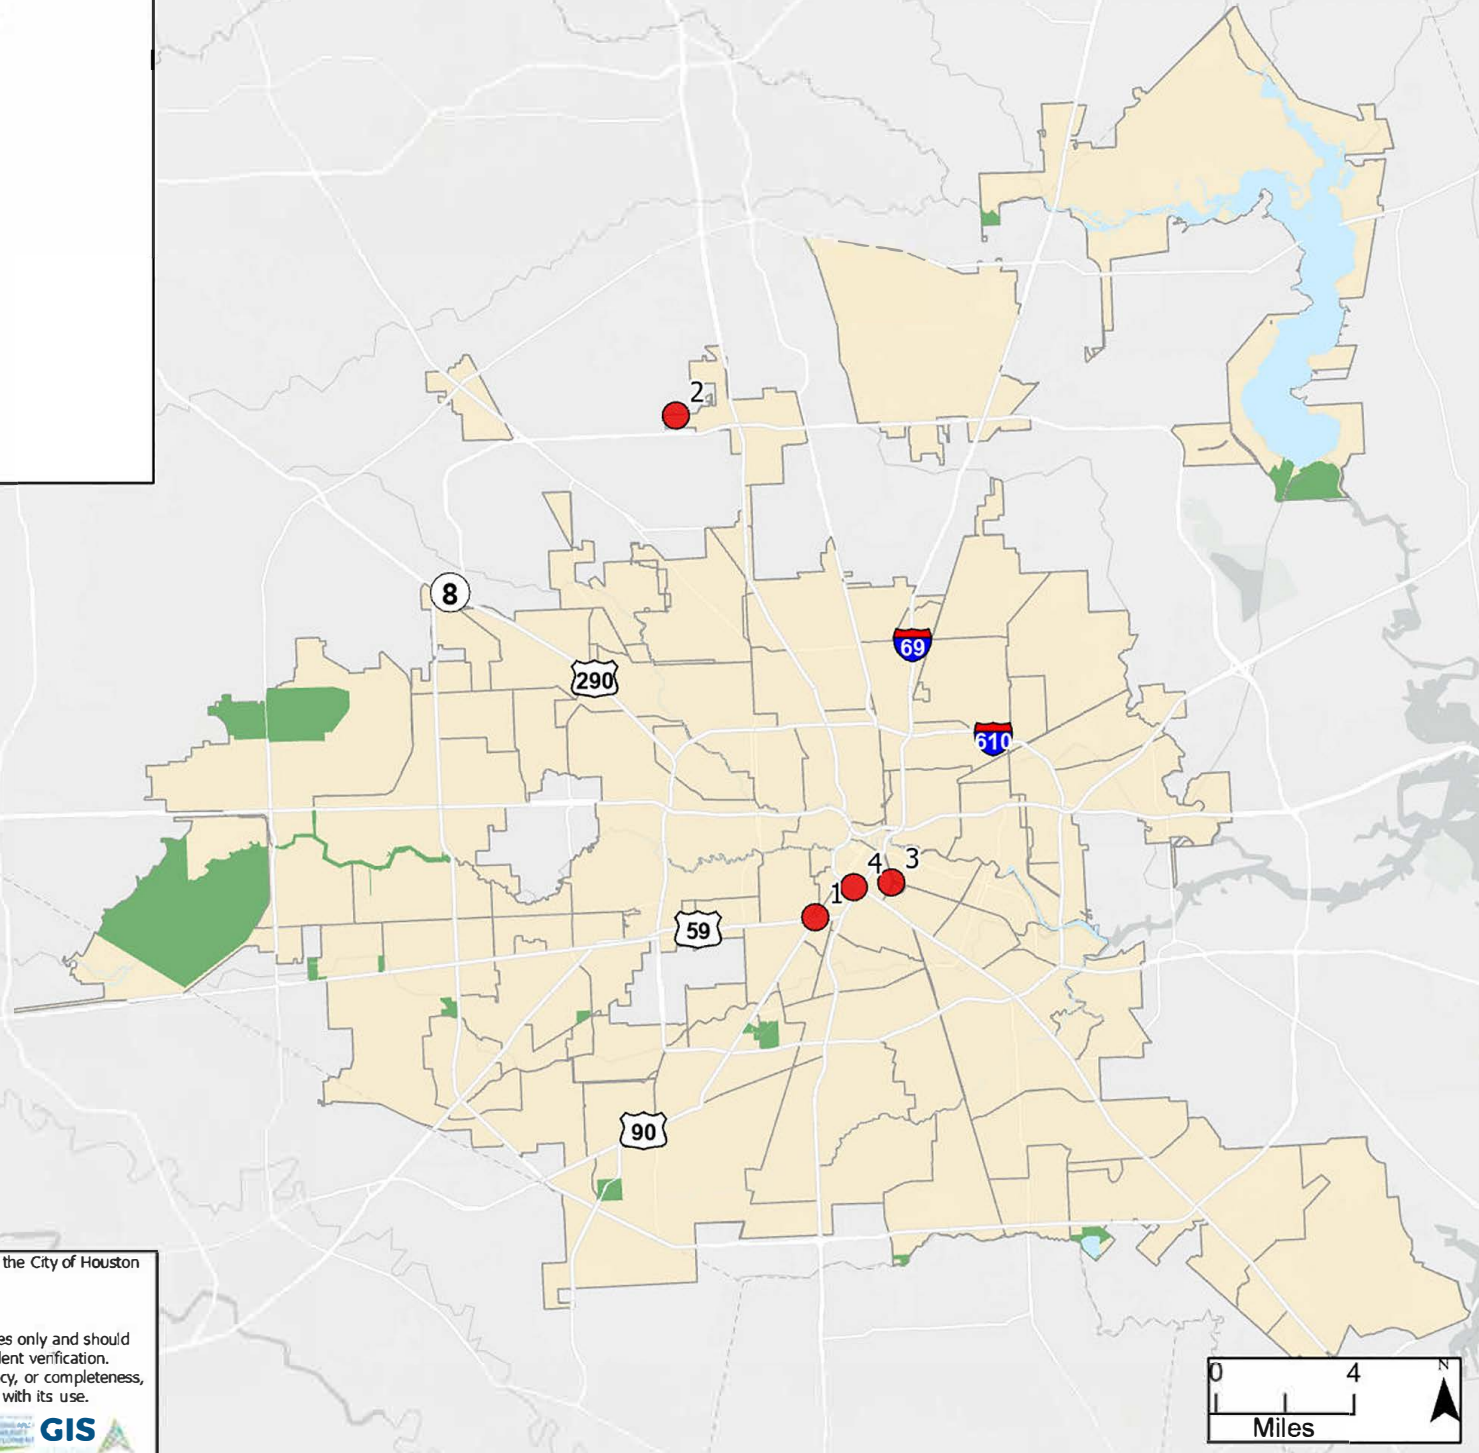 2
8
69
290
610
4
3
1
59
90
the City of Houston
es only and should
lent verification.
cy, or completeness,
with its use.
GIS
0 4
N
Miles